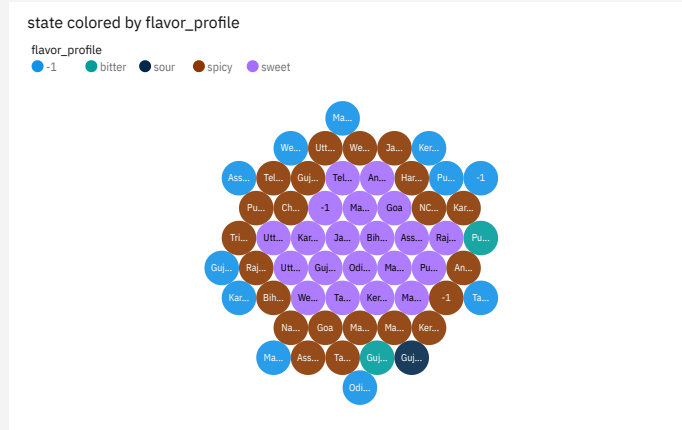 state colored by flavor_profile
flavor_profile
-1 bitter sour spicy sweet
Ma...
We... Utt... We... Ja... Ker...
Ass... Tel... Guj... Tel... An... Har... Pu... -1
Pu... Ch... -1 Ma... Goa NC... Kar...
Tri... Utt... Kar... Ja... Bih... Ass... Raj... Pu...
Guj... Raj... Utt... Guj... Odi... Ma... Pu... An...
Kar... Bih... We... Ta... Ker... Ma... -1 Ta...
Na... Goa Ma... Ma... Ker...
Ma... Ass... Ta... Guj... Guj...
Odi...